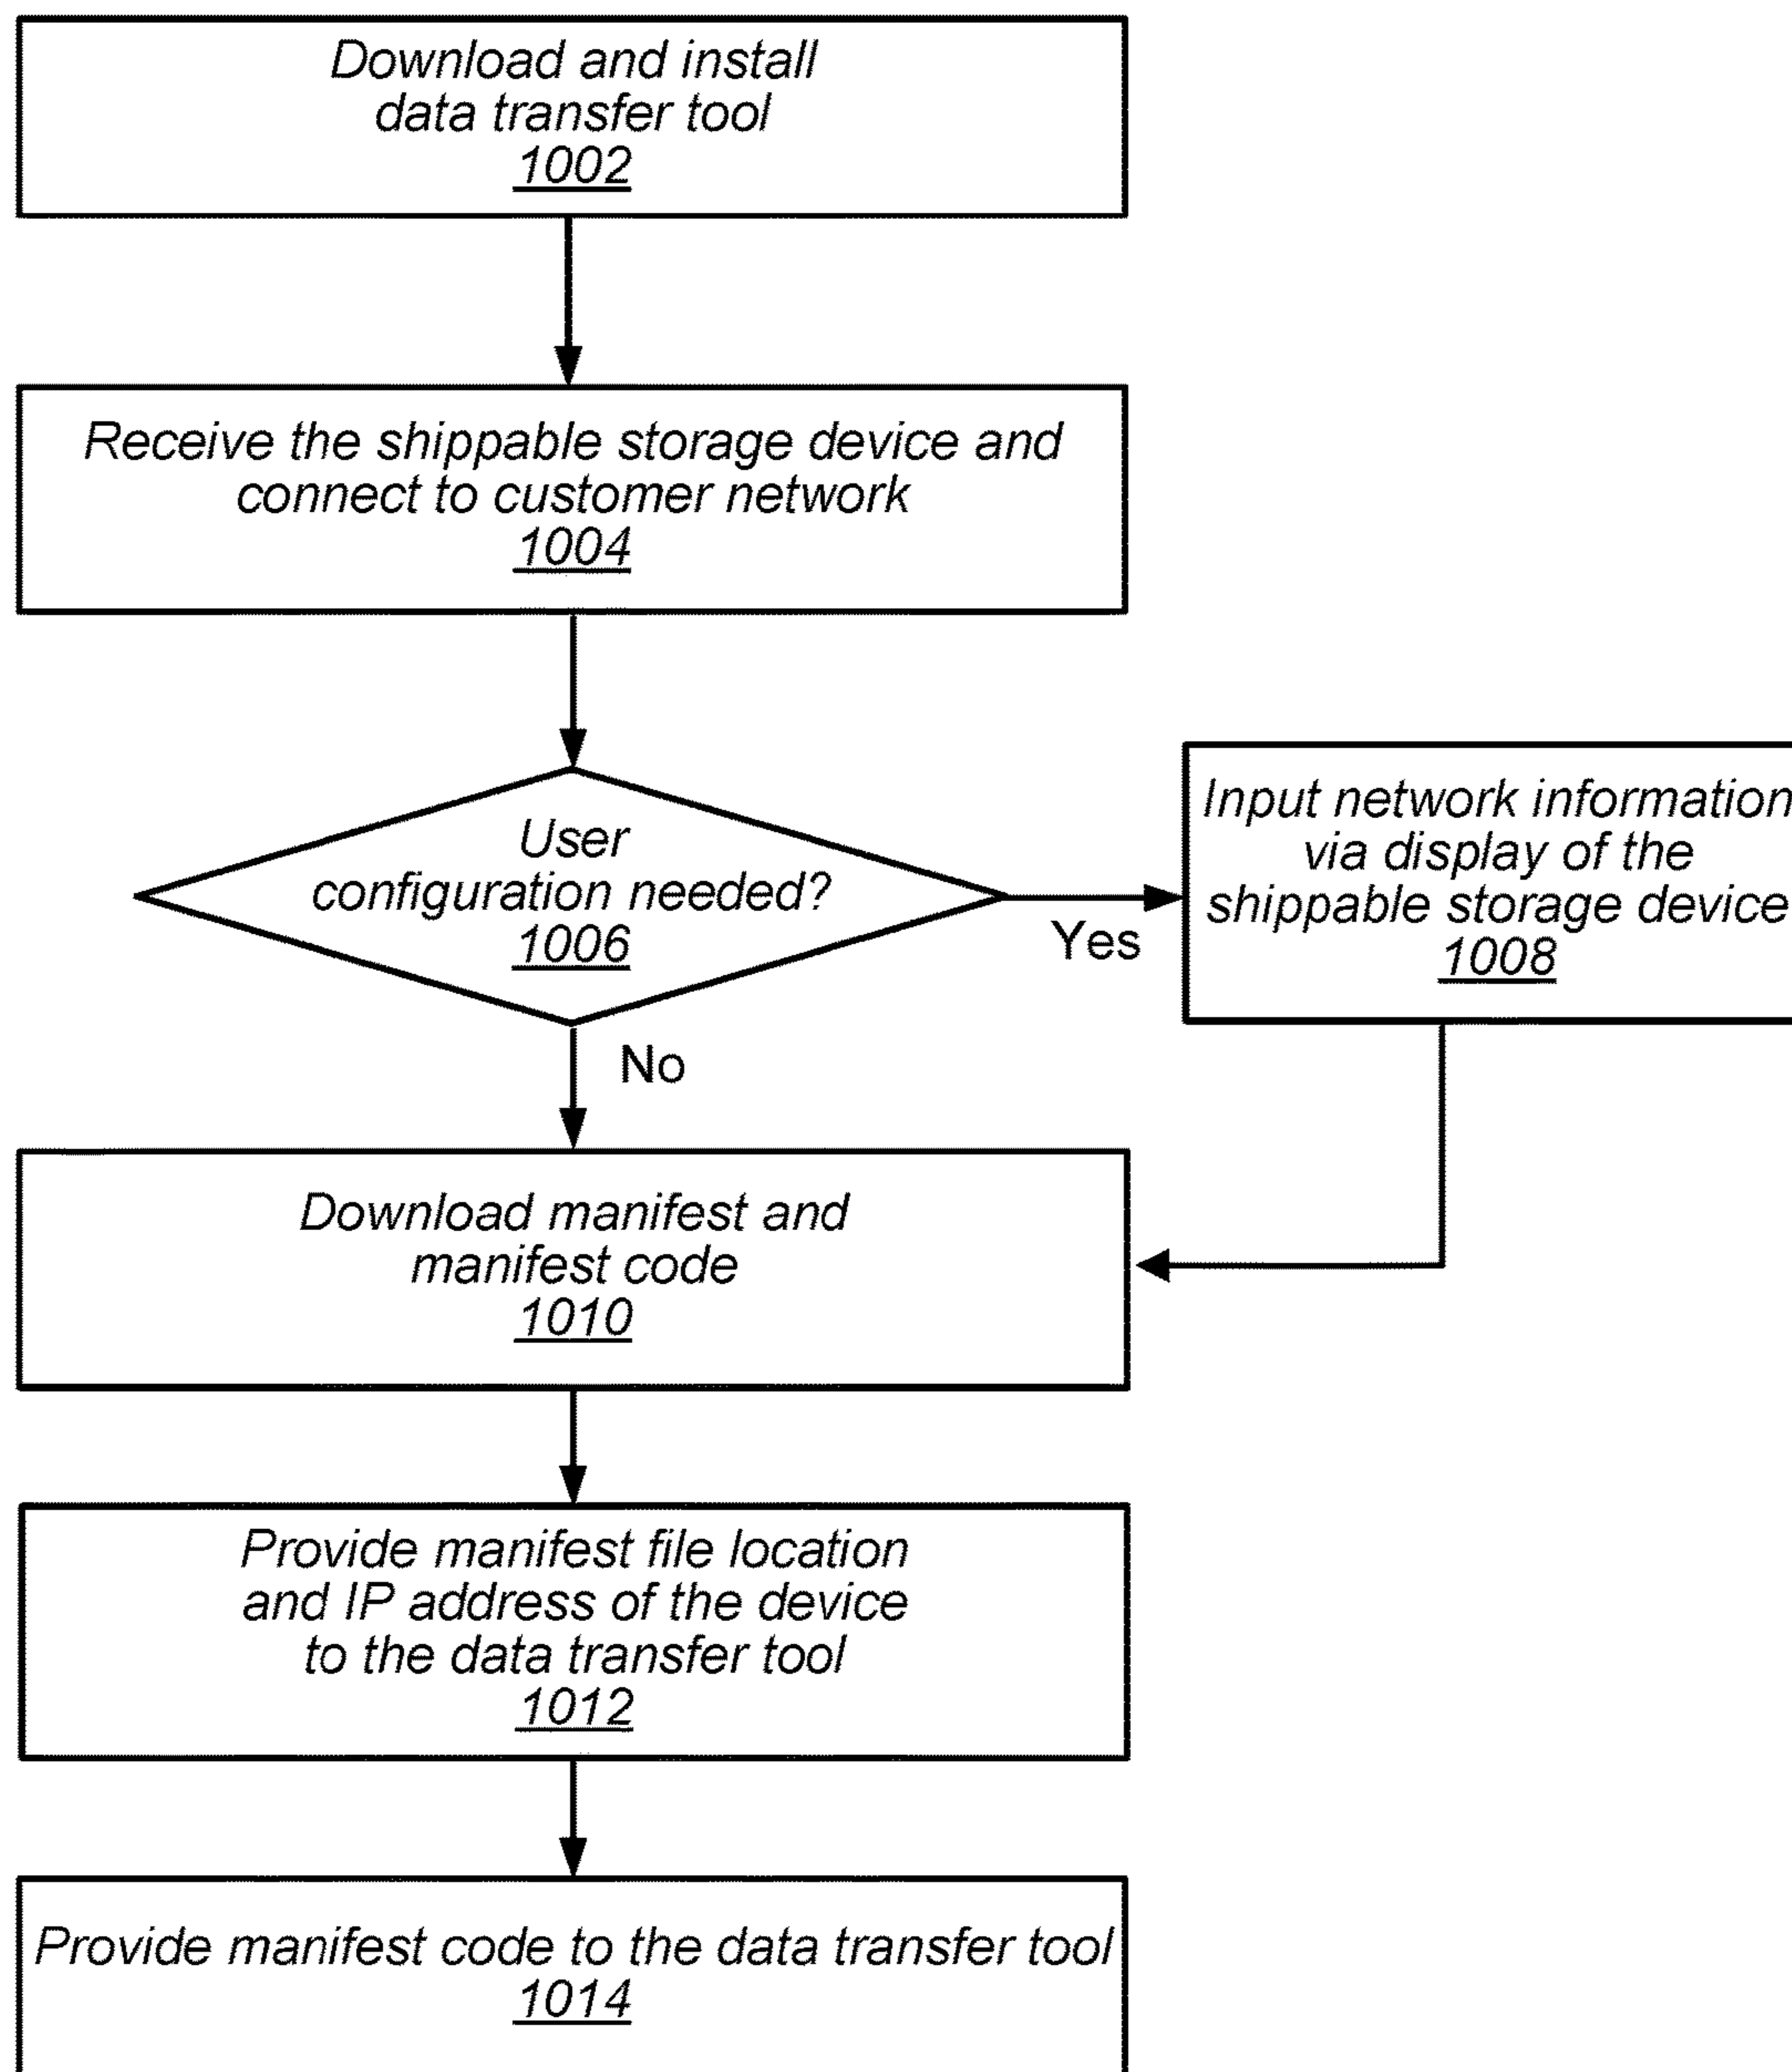 Download and install
data transfer tool
1002
Receive the shippable storage device and
connect to customer network
1004
User
configuration needed?
1006
Yes
Input network information
via display of the
shippable storage device
1008
No
Download manifest and
manifest code
1010
Provide manifest file location
and IP address of the device
to the data transfer tool
1012
Provide manifest code to the data transfer tool
1014